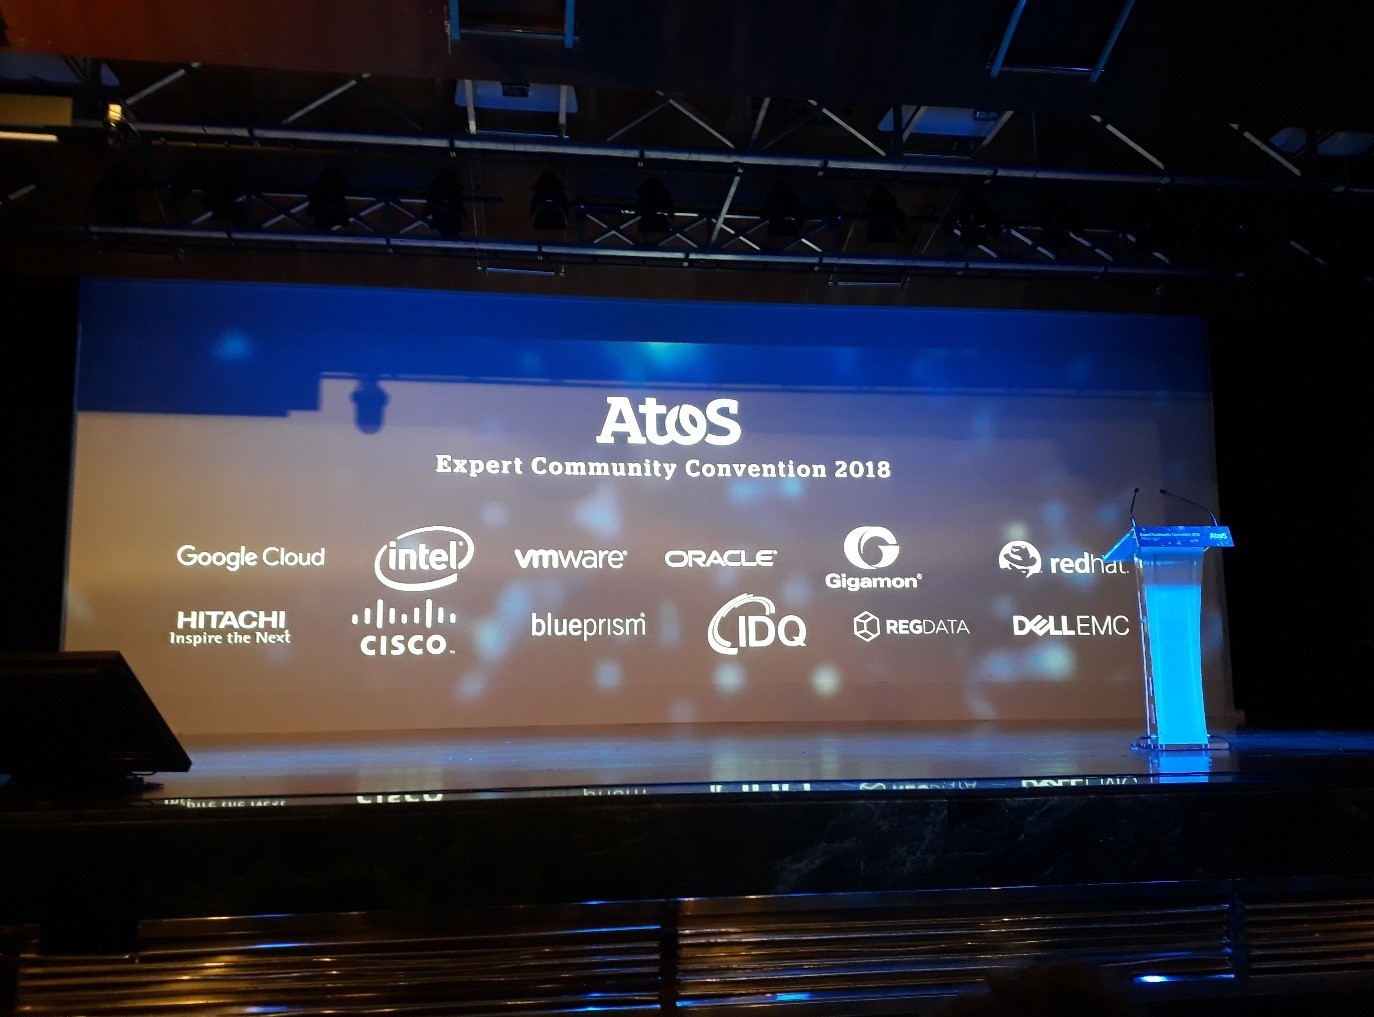 Atos
Expert Community Convention 2018
Google Cloud
intel
vmware
ORACLE
Gigamon
redhat.
HITACHI
Inspire the Next
CISCO
blueprism
IDQ
REGDATA
DELLEMC
Expert Community Convention 2018
Atos